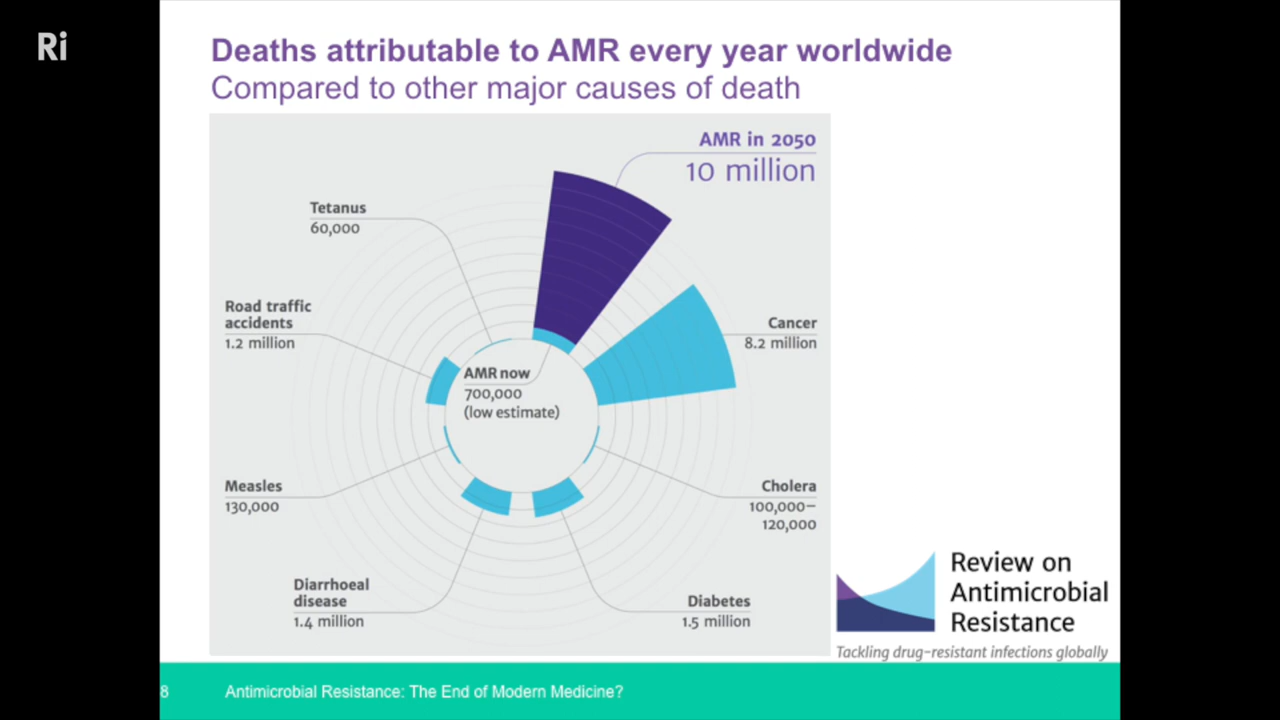 Ri
Deaths attributable to AMR every year worldwide
Compared to other major causes of death
AMR in 2050
10 million
Tetanus
60,000
Road traffic
accidents
1.2 million
Cancer
8.2 million
AMR now
700,000
(low estimate)
Measles
130,000
Cholera
100,000–
120,000
Diarrhoeal
disease
1.4 million
Diabetes
1.5 million
Review on
Antimicrobial
Resistance
Tackling drug-resistant infections globally
8
Antimicrobial Resistance: The End of Modern Medicine?